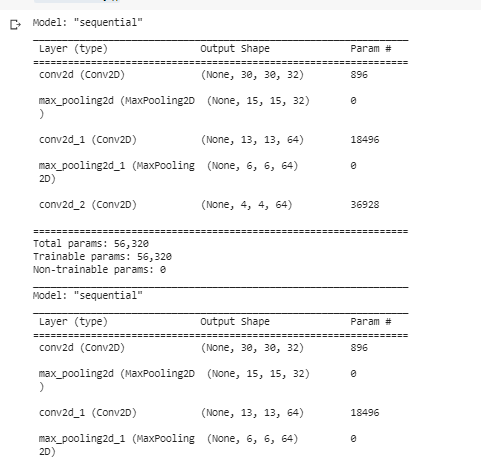 Model: "sequential"
Layer (type) Output Shape Param #
conv2d (Conv2D) (None, 30, 30, 32) 896
max_pooling2d (MaxPooling2D (None, 15, 15, 32) 0
)
conv2d_1 (Conv2D) (None, 13, 13, 64) 18496
max_pooling2d_1 (MaxPooling (None, 6, 6, 64) 0
2D)
conv2d_2 (Conv2D) (None, 4, 4, 64) 36928
Total params: 56,320
Trainable params: 56,320
Non-trainable params: 0
Model: "sequential"
Layer (type) Output Shape Param #
conv2d (Conv2D) (None, 30, 30, 32) 896
max_pooling2d (MaxPooling2D (None, 15, 15, 32) 0
)
conv2d_1 (Conv2D) (None, 13, 13, 64) 18496
max_pooling2d_1 (MaxPooling (None, 6, 6, 64) 0
2D)